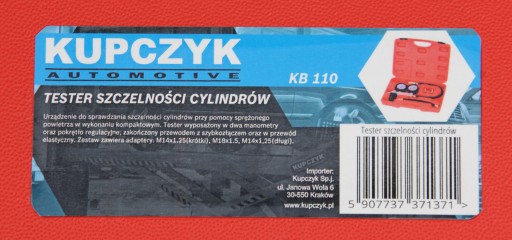 KUPCZYK
AUTOMOTIVE
KB 110
TESTER SZCZELNOŚCI CYLINDRÓW
Urządzenie do sprawdzania szczelności cylindrów przy pomocy sprężonego
powietrza w wykonaniu kompaktowym. Tester wyposażony w dwa manometry
oraz pokrętło regulacyjne; zakończony przewodem z szybkozłączem oraz w przewód
elastyczny. Zestaw zawiera adaptery: M14x1.25(krótki), M18x1.5, M14x1,25(długi).
Importer:
Kupczyk Sp.j.
ul. Janowa Wola 6
30-550 Kraków
www.kupczyk.pl
Tester szczelności cylindrów
5 907737 371371 >